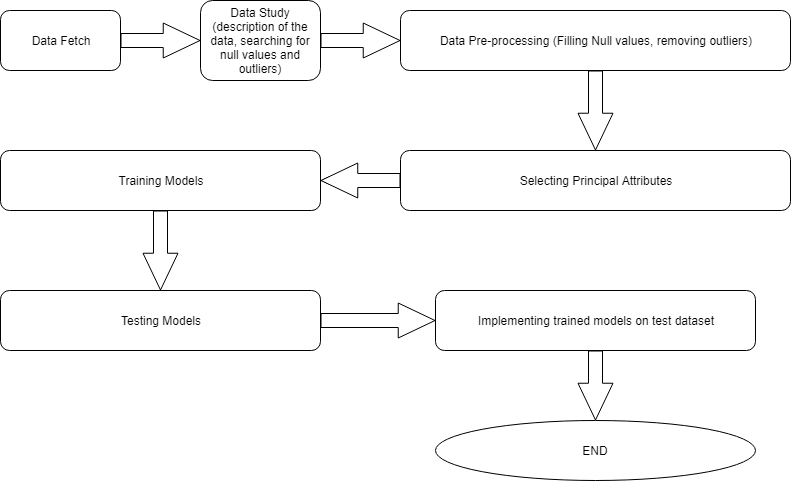 Data Fetch
Data Study
(description of the
data, searching for
null values and
outliers)
Data Pre-processing (Filling Null values, removing outliers)
Training Models
Selecting Principal Attributes
Testing Models
Implementing trained models on test dataset
END